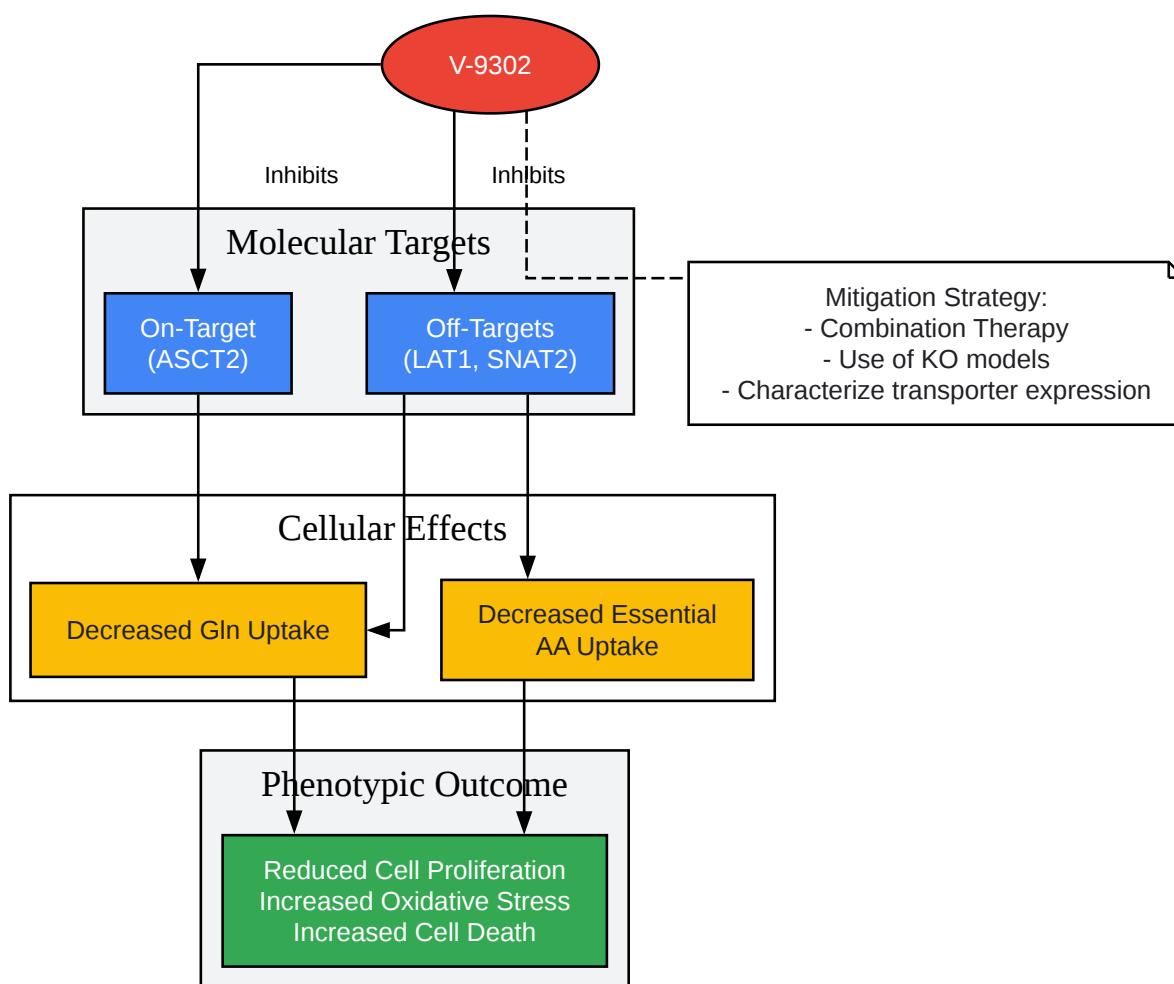 V-9302
Inhibits
Inhibits
Molecular Targets
On-Target
(ASCT2)
Off-Targets
(LAT1, SNAT2)
Mitigation Strategy:
- Combination Therapy
- Use of KO models
- Characterize transporter expression
Cellular Effects
Decreased Gln Uptake
Decreased Essential
AA Uptake
Phenotypic Outcome
Reduced Cell Proliferation
Increased Oxidative Stress
Increased Cell Death